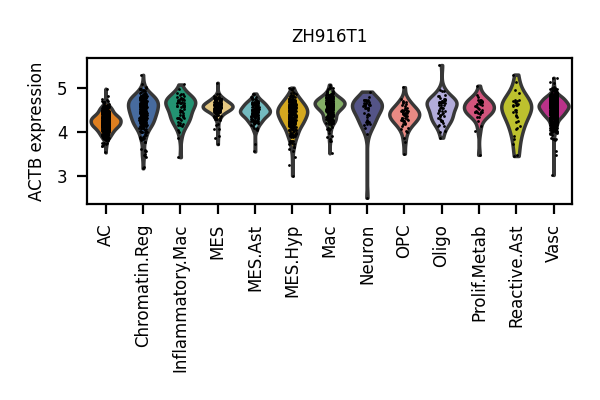 ZH916T1
ACTB expression
5
4
3
AC
Chromatin.Reg
Inflammatory.Mac
MES
MES.Ast
MES.Hyp
Mac
Neuron
OPC
Oligo
Prolif.Metab
Reactive.Ast
Vasc